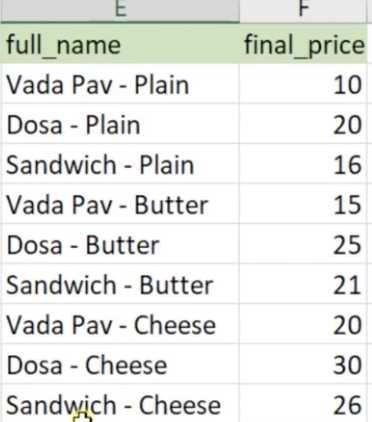 E F
full_name final_price
Vada Pav - Plain 10
Dosa - Plain 20
Sandwich - Plain 16
Vada Pav - Butter 15
Dosa - Butter 25
Sandwich - Butter 21
Vada Pav - Cheese 20
Dosa - Cheese 30
Sandwich - Cheese 26